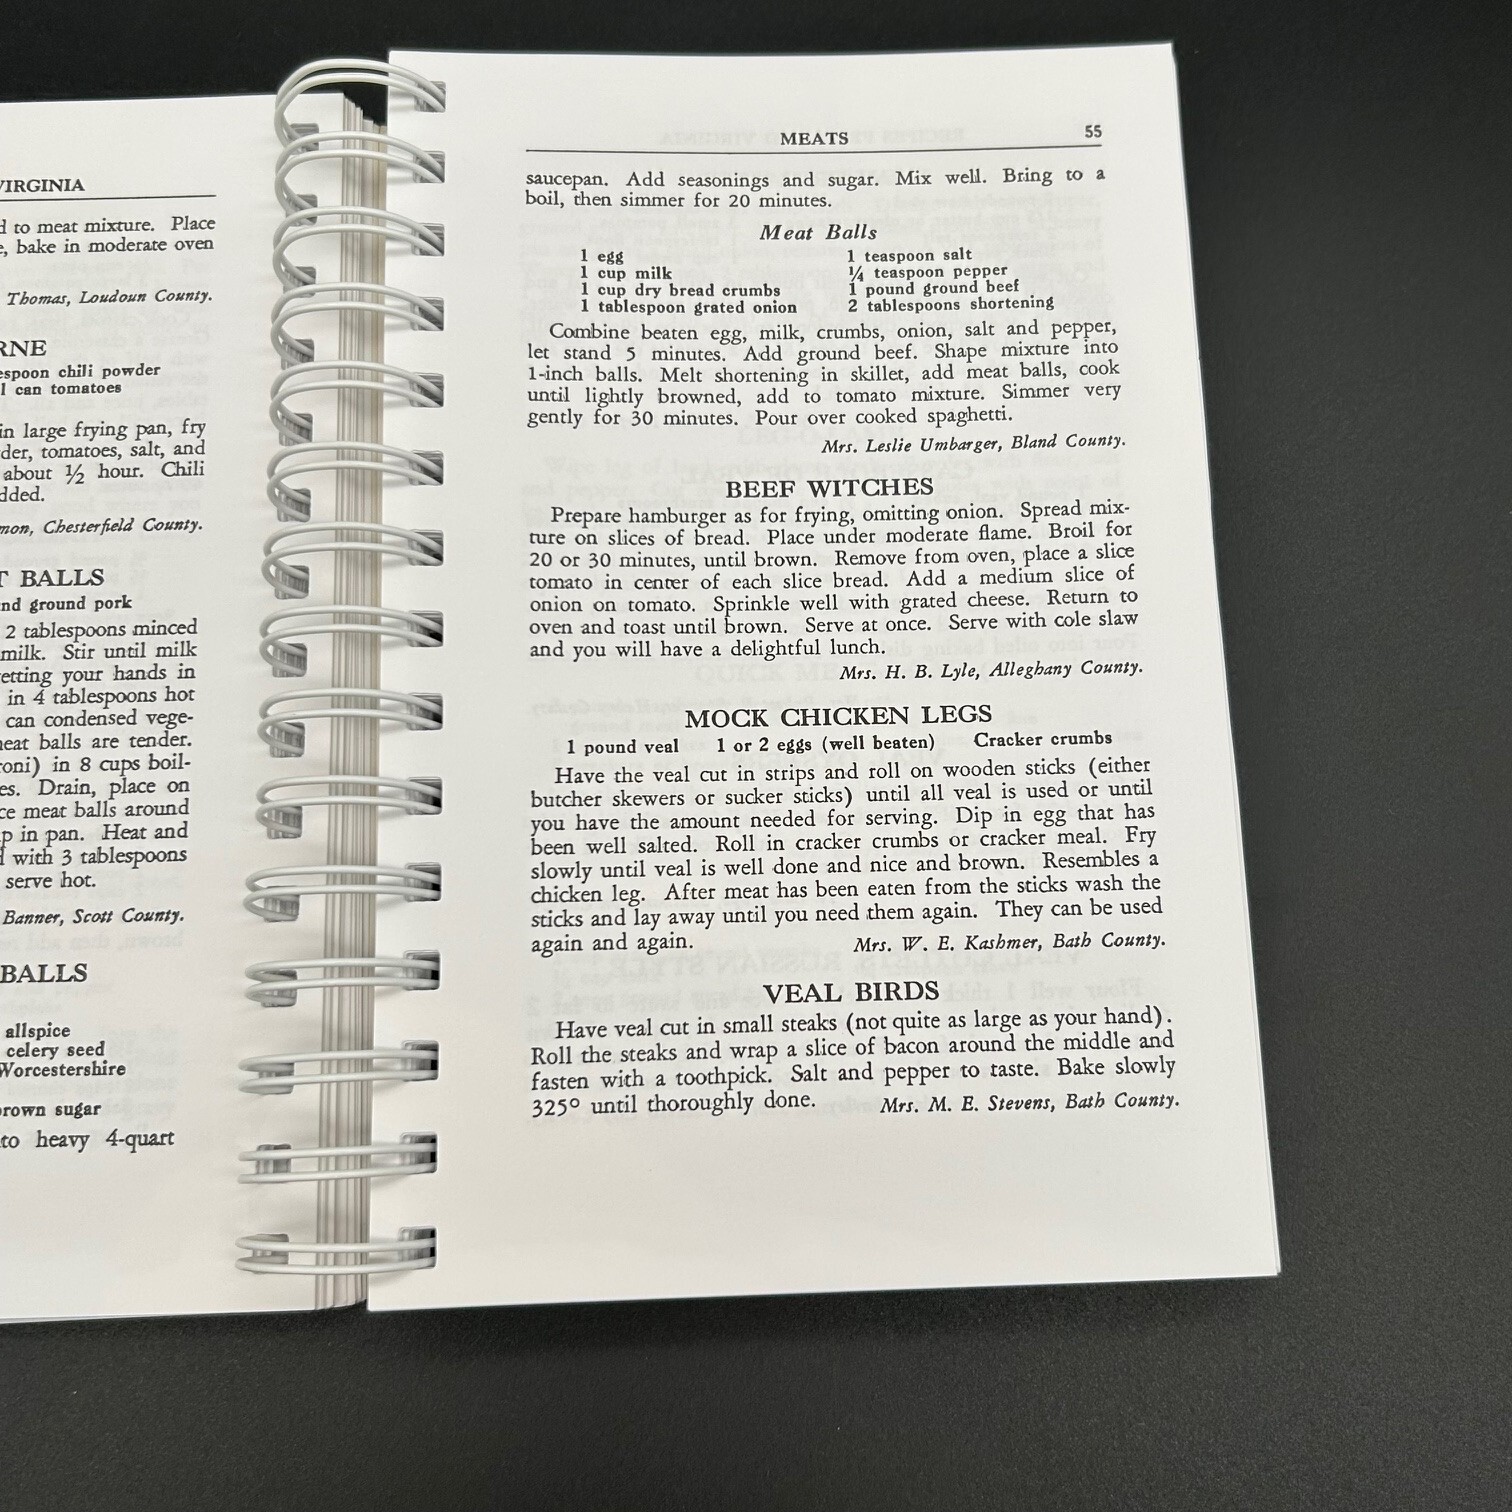 VIRGINIA
to meat mixture. Place
bake in moderate oven
Thomas, Loudoun County.
chili powder
1 can tomatoes
in large frying pan, fry
tomatoes, salt, and
about ½ hour. Chili
Chesterfield County.
BALLS
ground pork
2 tablespoons minced
milk. Stir until milk
your hands in
in 4 tablespoons hot
can condensed vege-
meat balls are tender.
in 8 cups boil-
Drain, place on
meat balls around
in pan. Heat and
with 3 tablespoons
serve hot.
Banner, Scott County.
BALLS
allspice
celery seed
Worcestershire
brown sugar
to heavy 4-quart
MEATS 55
saucepan. Add seasonings and sugar. Mix well. Bring to a
boil, then simmer for 20 minutes.
Meat Balls
1 egg 1 teaspoon salt
1 cup milk ¼ teaspoon pepper
1 cup dry bread crumbs 1 pound ground beef
1 tablespoon grated onion 2 tablespoons shortening
Combine beaten egg, milk, crumbs, onion, salt and pepper,
let stand 5 minutes. Add ground beef. Shape mixture into
1-inch balls. Melt shortening in skillet, add meat balls, cook
until lightly browned, add to tomato mixture. Simmer very
gently for 30 minutes. Pour over cooked spaghetti.
Mrs. Leslie Umbarger, Bland County.
BEEF WITCHES
Prepare hamburger as for frying, omitting onion. Spread mix-
ture on slices of bread. Place under moderate flame. Broil for
20 or 30 minutes, until brown. Remove from oven, place a slice
tomato in center of each slice bread. Add a medium slice of
onion on tomato. Sprinkle well with grated cheese. Return to
oven and toast until brown. Serve at once. Serve with cole slaw
and you will have a delightful lunch.
Mrs. H. B. Lyle, Alleghany County.
MOCK CHICKEN LEGS
1 pound veal 1 or 2 eggs (well beaten) Cracker crumbs
Have the veal cut in strips and roll on wooden sticks (either
butcher skewers or sucker sticks) until all veal is used or until
you have the amount needed for serving. Dip in egg that has
been well salted. Roll in cracker crumbs or cracker meal. Fry
slowly until veal is well done and nice and brown. Resembles a
chicken leg. After meat has been eaten from the sticks wash the
sticks and lay away until you need them again. They can be used
again and again. Mrs. W. E. Kashmer, Bath County.
VEAL BIRDS
Have veal cut in small steaks (not quite as large as your hand).
Roll the steaks and wrap a slice of bacon around the middle and
fasten with a toothpick. Salt and pepper to taste. Bake slowly
325° until thoroughly done. Mrs. M. E. Stevens, Bath County.